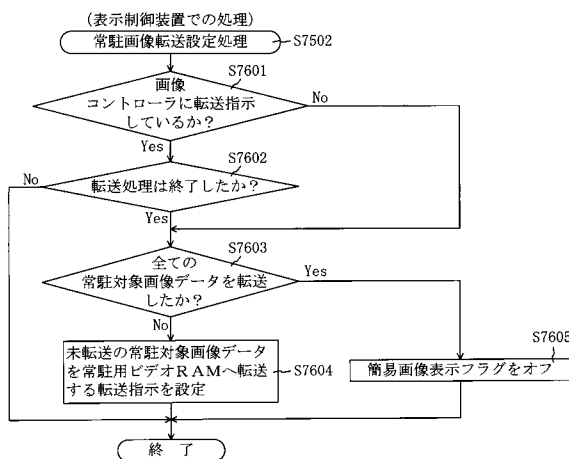 (表示制御装置での処理)
常駐画像転送設定処理
S7502
S7601
画像
コントローラに転送指示
しているか?
No
Yes
S7602
No
転送処理は終了したか?
Yes
S7603
全ての
常駐対象画像データを転送
したか?
Yes
No
S7605
未転送の常駐対象画像データ
を常駐用ビデオRAMへ転送
する転送指示を設定
S7604
簡易画像表示フラグをオフ
終 了